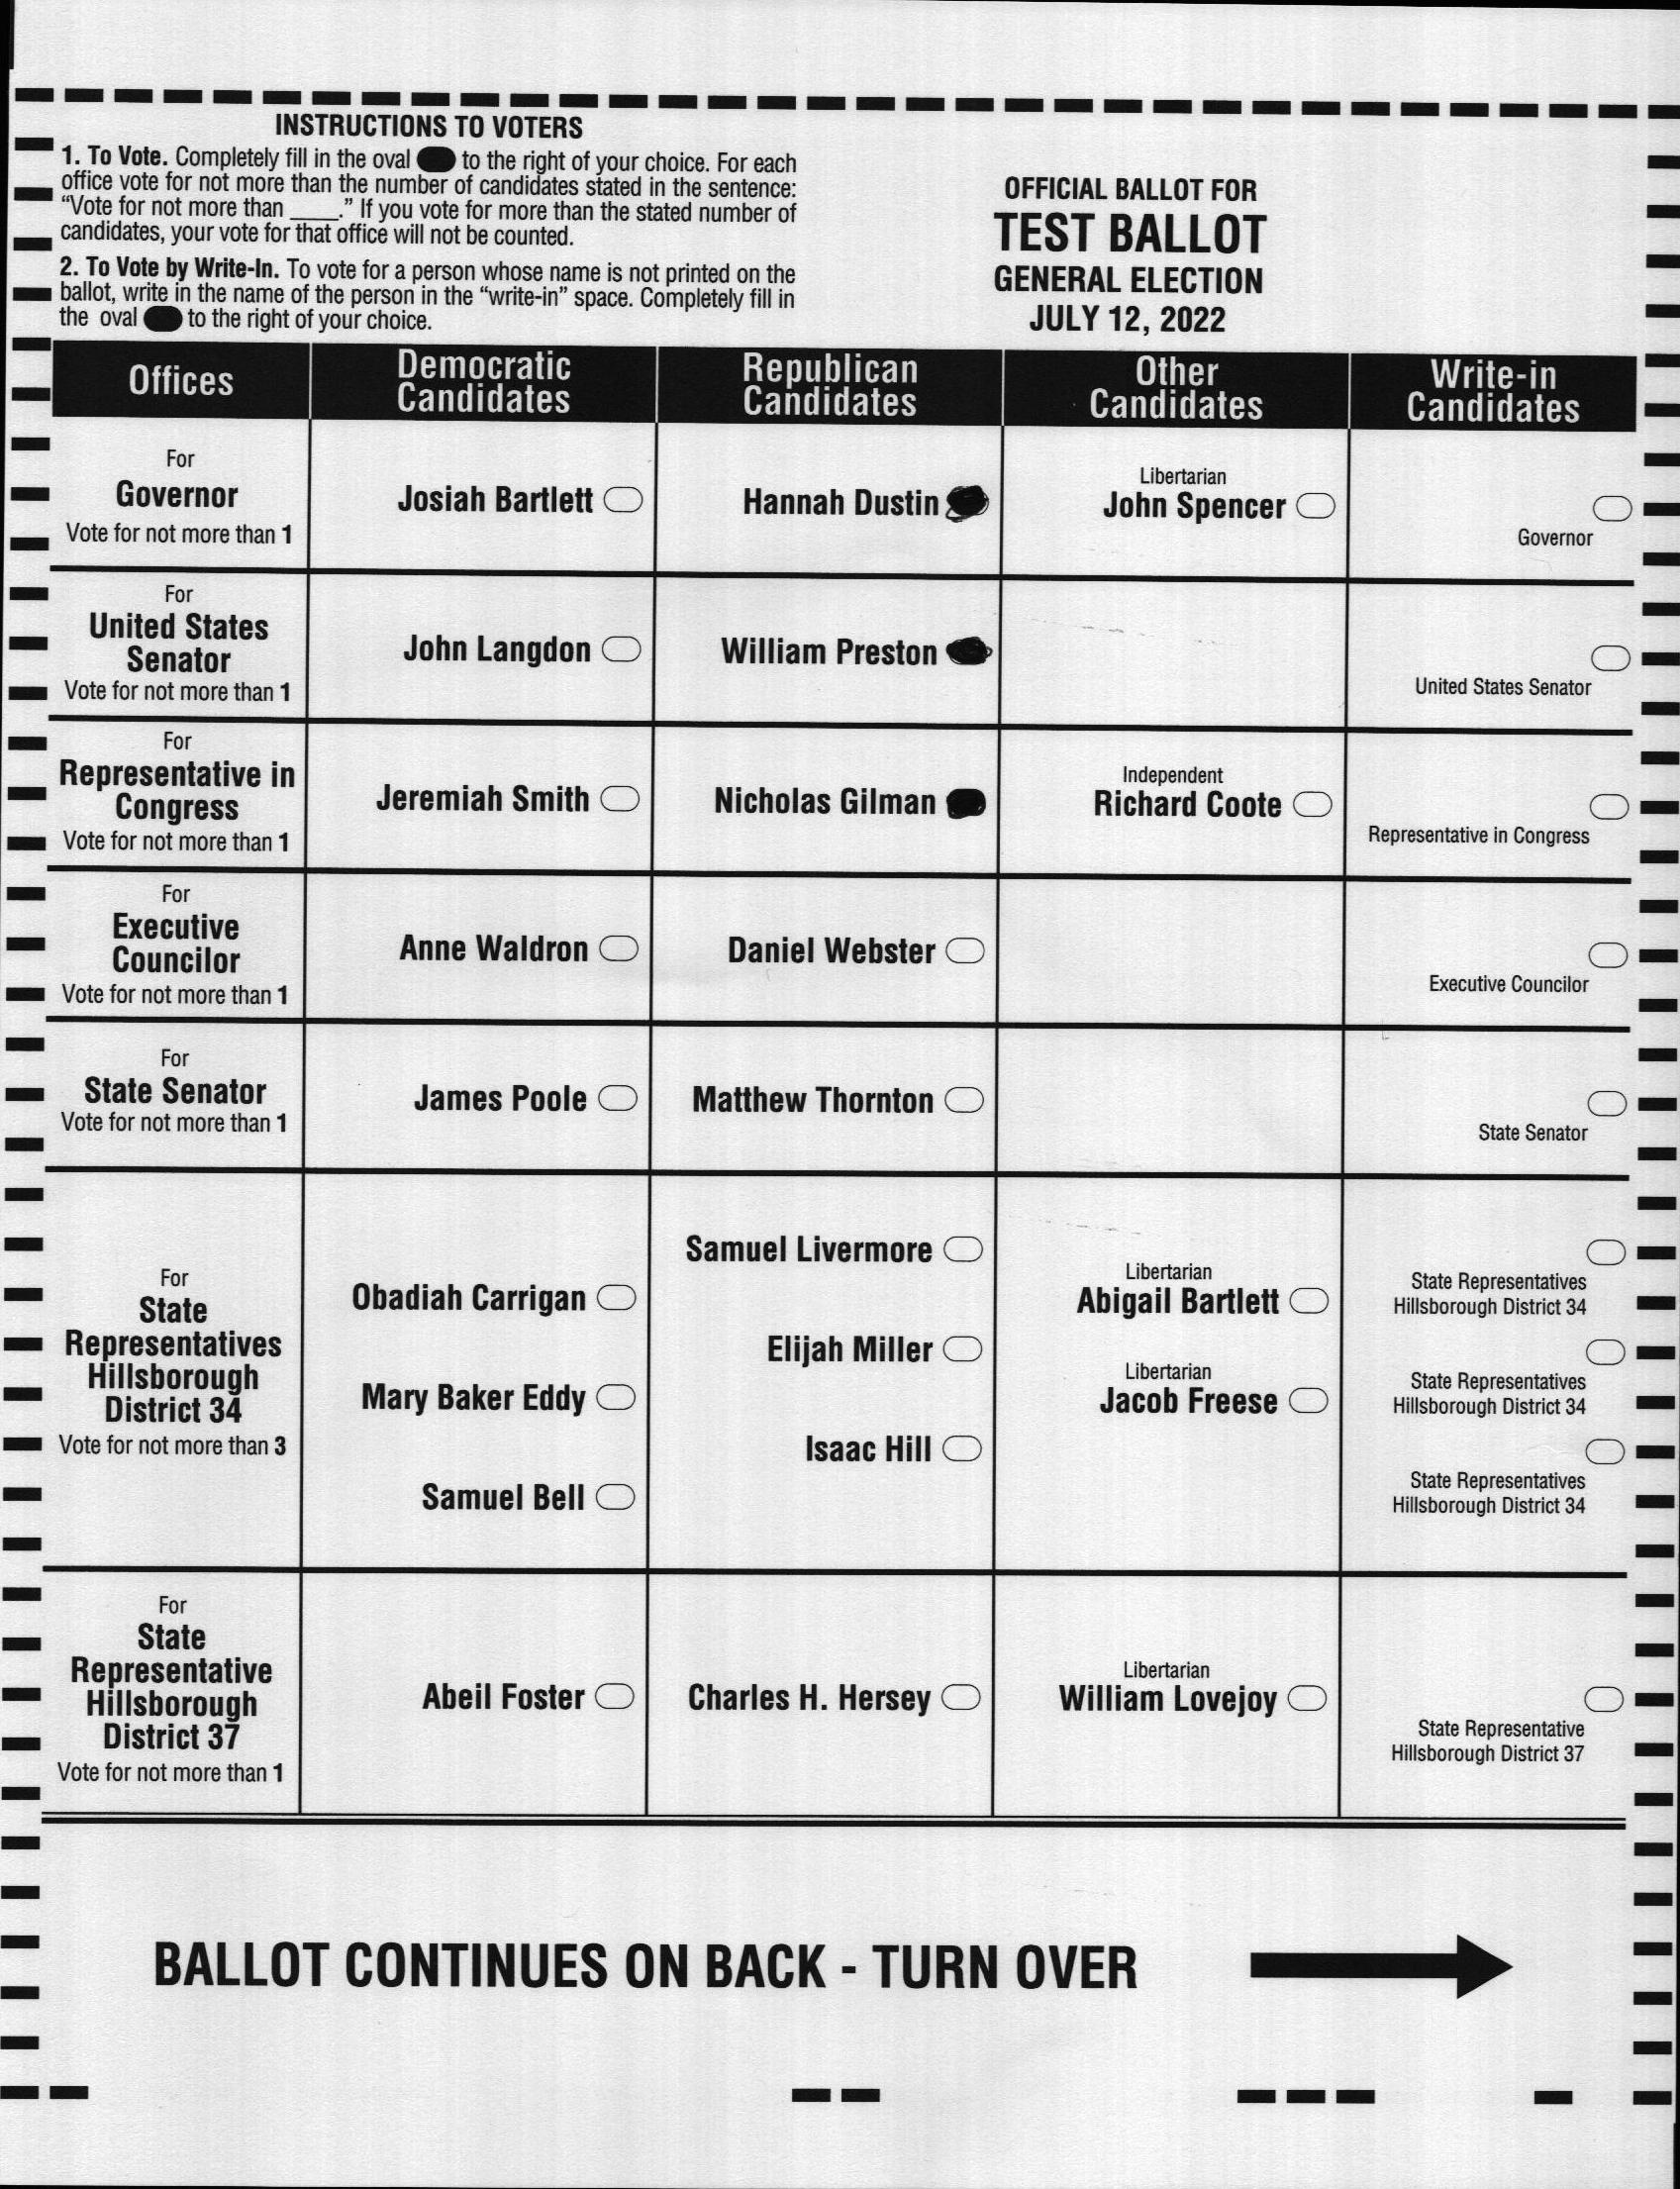 INSTRUCTIONS TO VOTERS
1. To Vote. Completely fill in the oval to the right of your choice. For each
office vote for not more than the number of candidates stated in the sentence:
“Vote for not more than ____.” If you vote for more than the stated number of
candidates, your vote for that office will not be counted.
2. To Vote by Write-In. To vote for a person whose name is not printed on the
ballot, write in the name of the person in the “write-in” space. Completely fill in
the oval to the right of your choice.
OFFICIAL BALLOT FOR
TEST BALLOT
GENERAL ELECTION
JULY 12, 2022
Offices
Democratic
Candidates
Republican
Candidates
Other
Candidates
Write-in
Candidates
For
Governor
Vote for not more than 1
Josiah Bartlett
Hannah Dustin
Libertarian
John Spencer
Governor
For
United States
Senator
Vote for not more than 1
John Langdon
William Preston
United States Senator
For
Representative in
Congress
Vote for not more than 1
Jeremiah Smith
Nicholas Gilman
Independent
Richard Coote
Representative in Congress
For
Executive
Councilor
Vote for not more than 1
Anne Waldron
Daniel Webster
Executive Councilor
For
State Senator
Vote for not more than 1
James Poole
Matthew Thornton
State Senator
For
State
Representatives
Hillsborough
District 34
Vote for not more than 3
Obadiah Carrigan
Mary Baker Eddy
Samuel Bell
Samuel Livermore
Elijah Miller
Isaac Hill
Libertarian
Abigail Bartlett
Libertarian
Jacob Freese
State Representatives
Hillsborough District 34
State Representatives
Hillsborough District 34
State Representatives
Hillsborough District 34
For
State
Representative
Hillsborough
District 37
Vote for not more than 1
Abeil Foster
Charles H. Hersey
Libertarian
William Lovejoy
State Representative
Hillsborough District 37
BALLOT CONTINUES ON BACK - TURN OVER